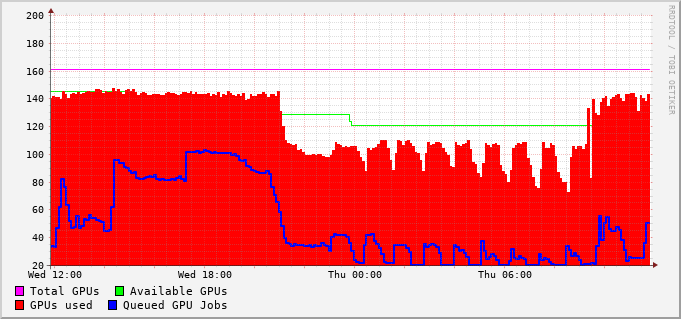 200
180
160
140
120
100
80
60
40
20
Wed 12:00 Wed 18:00 Thu 00:00 Thu 06:00
Total GPUs Available GPUs
GPUs used Queued GPU Jobs
RRDTOOL / TOBI OETIKER